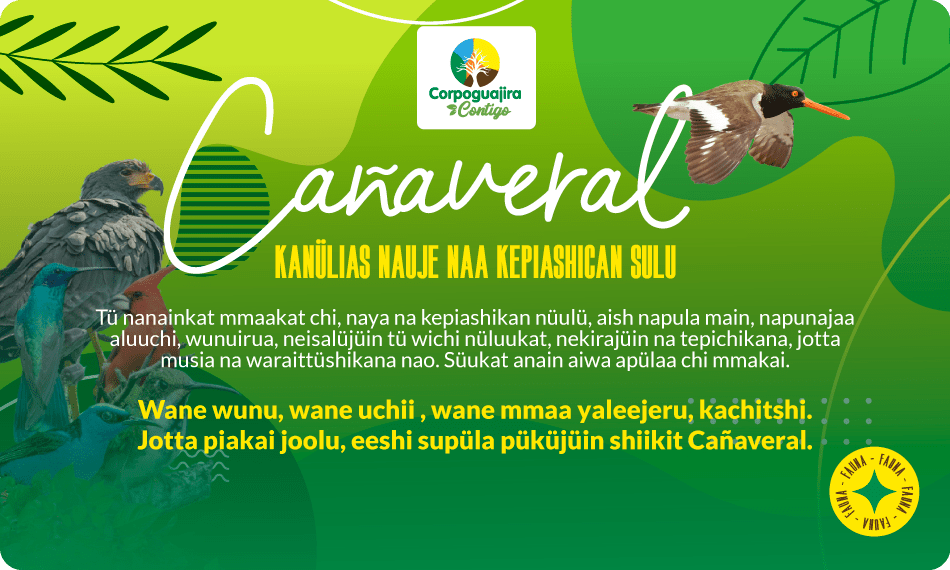 Corpoguajira
Contigo
Cañaveral
KANÜLIAS NAUJE NAA KEPIASHICAN SULU
Tü nanainkat mmaakat chi, naya na kepiashikan nüulü, aish napula main, napunajaa
aluuchi, wunuirua, neisalüjüin tü wichi nüluukat, nekirajüin na tepichikana, jotta
musia na waraittüshikana nao. Süukat anain aiwa apülaa chi mmakai.
Wane wunu, wane uchii , wane mmaa yaleejeru, kachitshi.
Jotta piakai joolu, eeshi supüla püküjüin shiikit Cañaveral.
FAUNA - FAUNA - FAUNA - FAUNA - FAUNA -